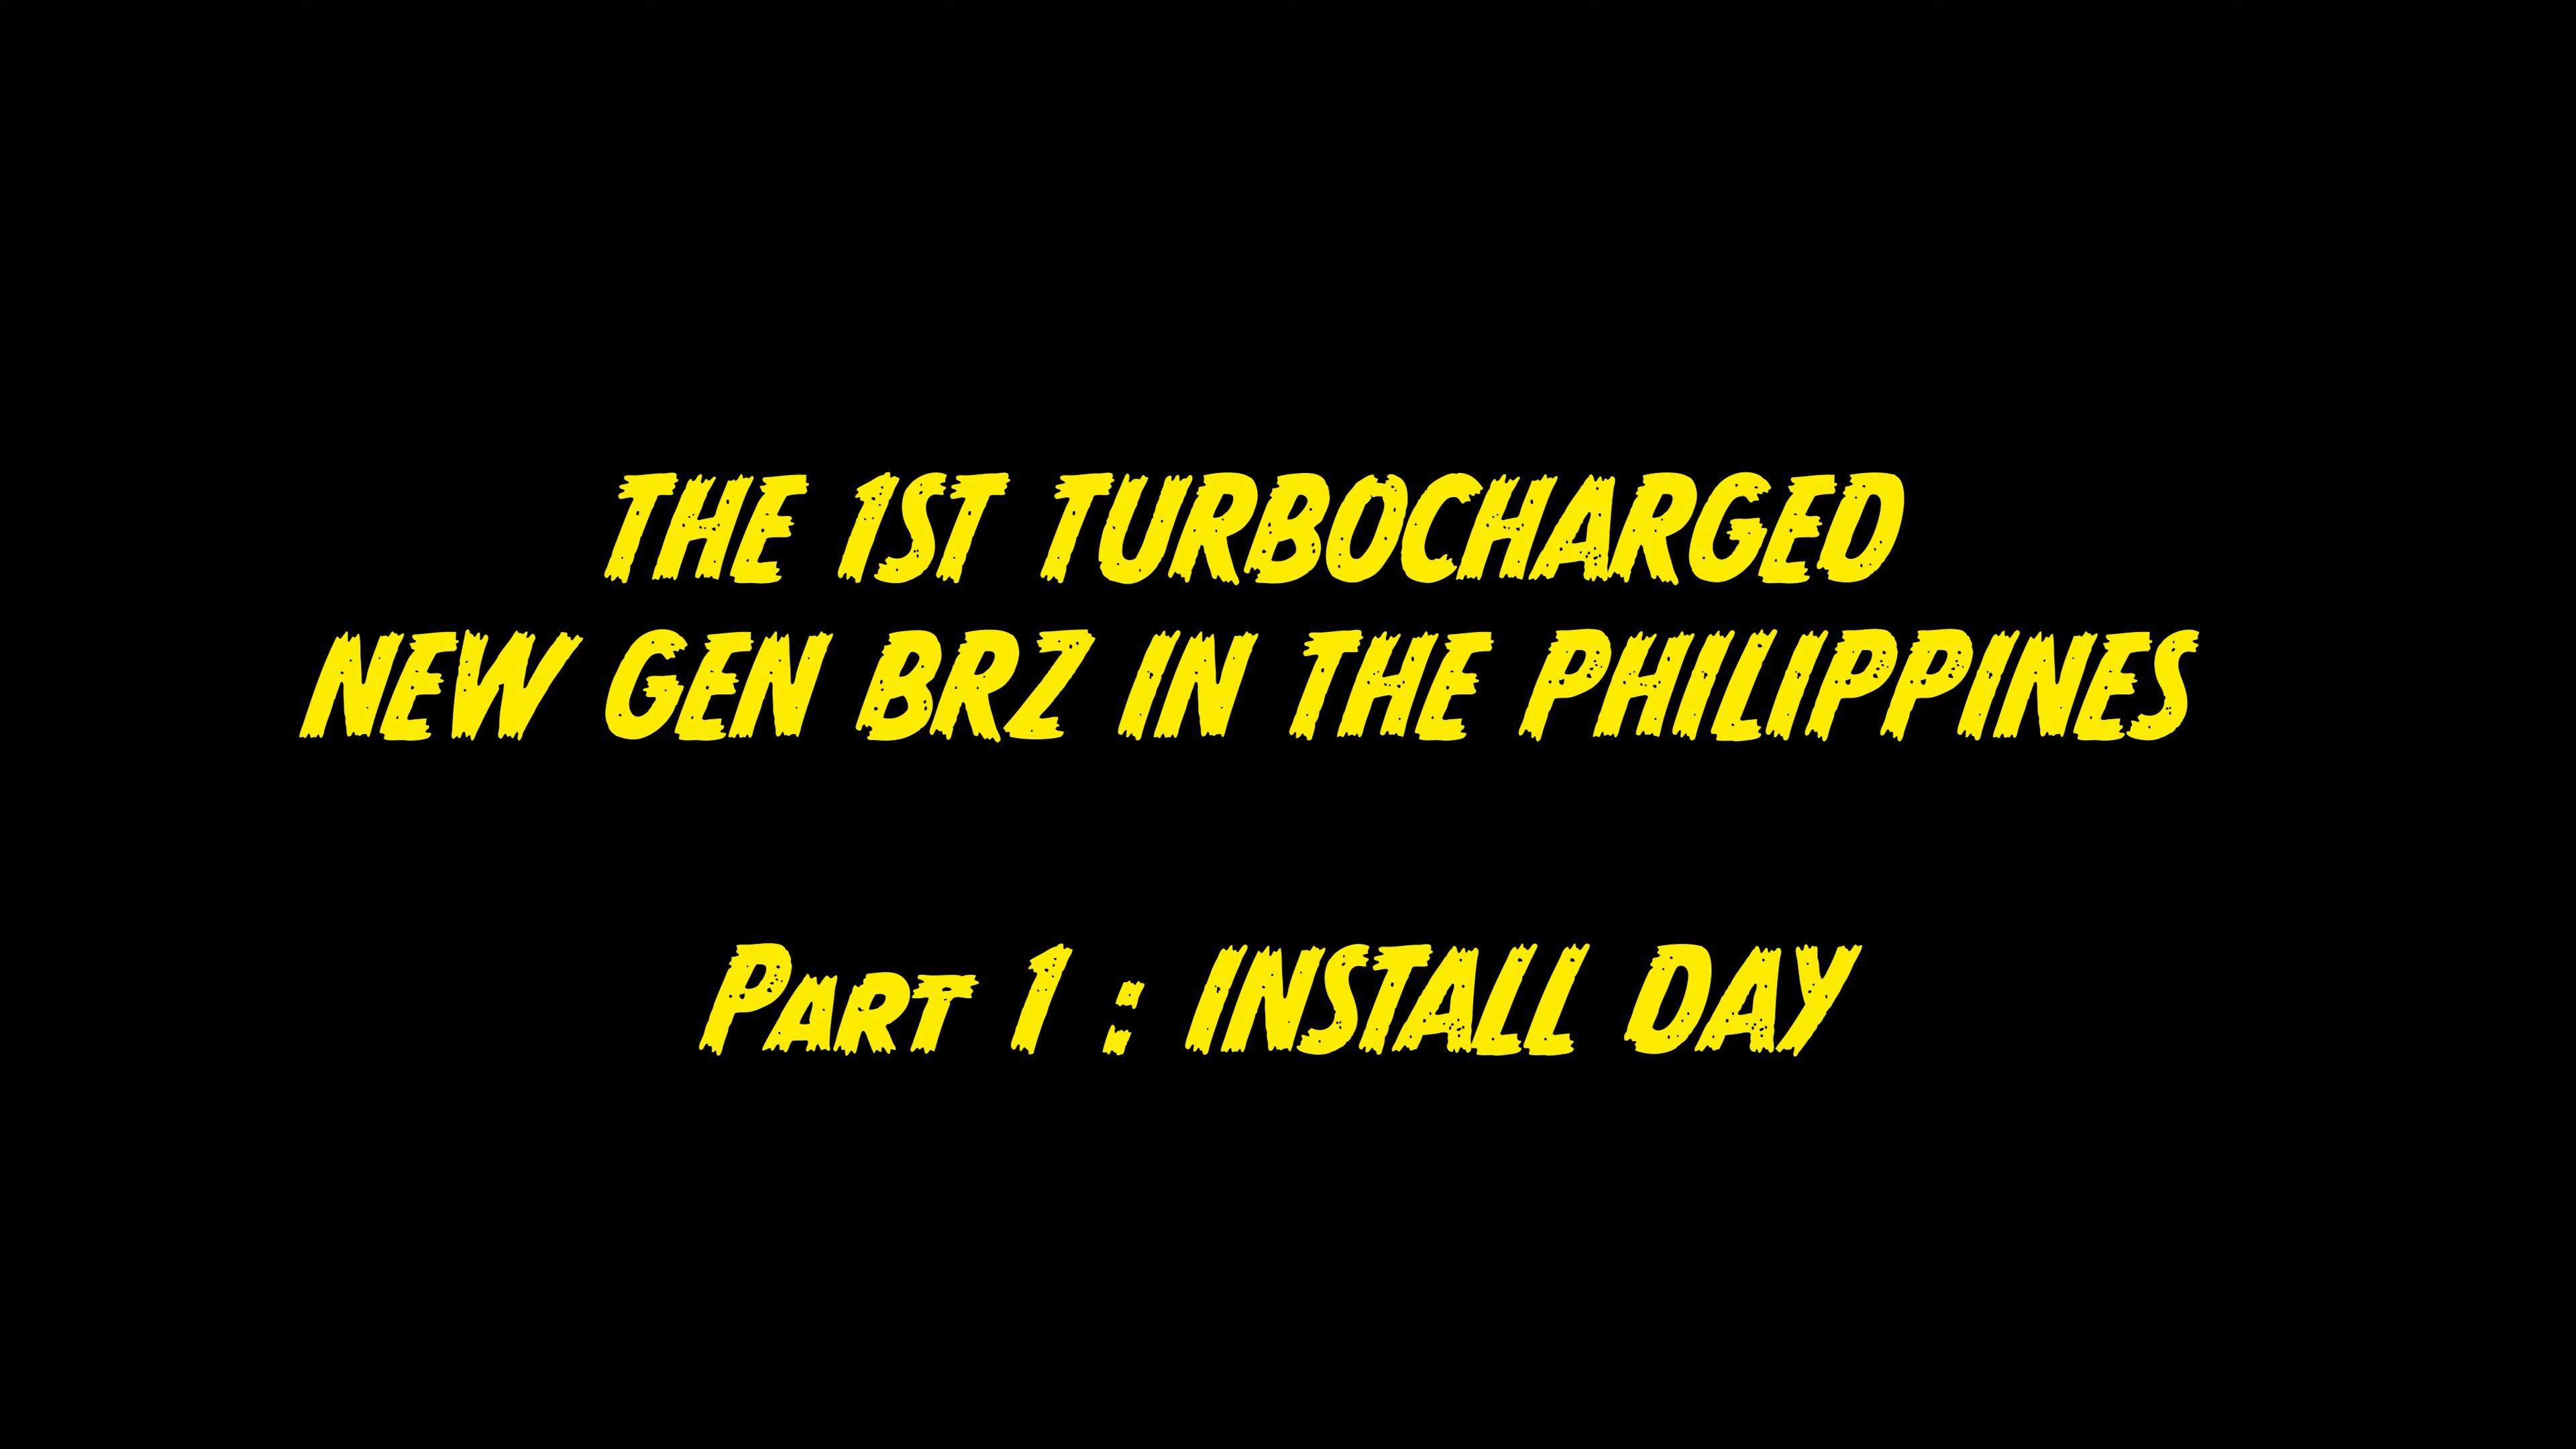 THE 1ST TURBOCHARGED
NEW GEN BRZ IN THE PHILIPPINES
Part 1 : INSTALL DAY